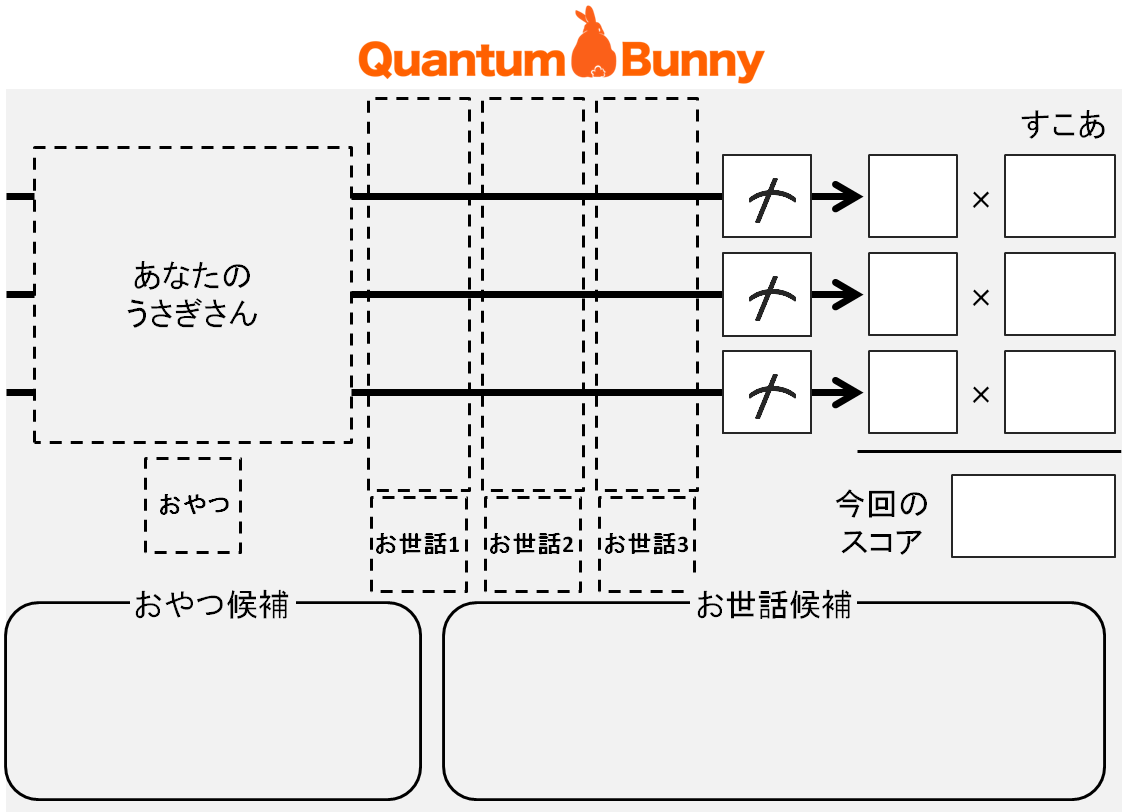 Quantum Bunny
すこあ
×
あなたの
うさぎさん
×
×
おやつ
今回の
スコア
お世話1
お世話2
お世話3
おやつ候補
お世話候補